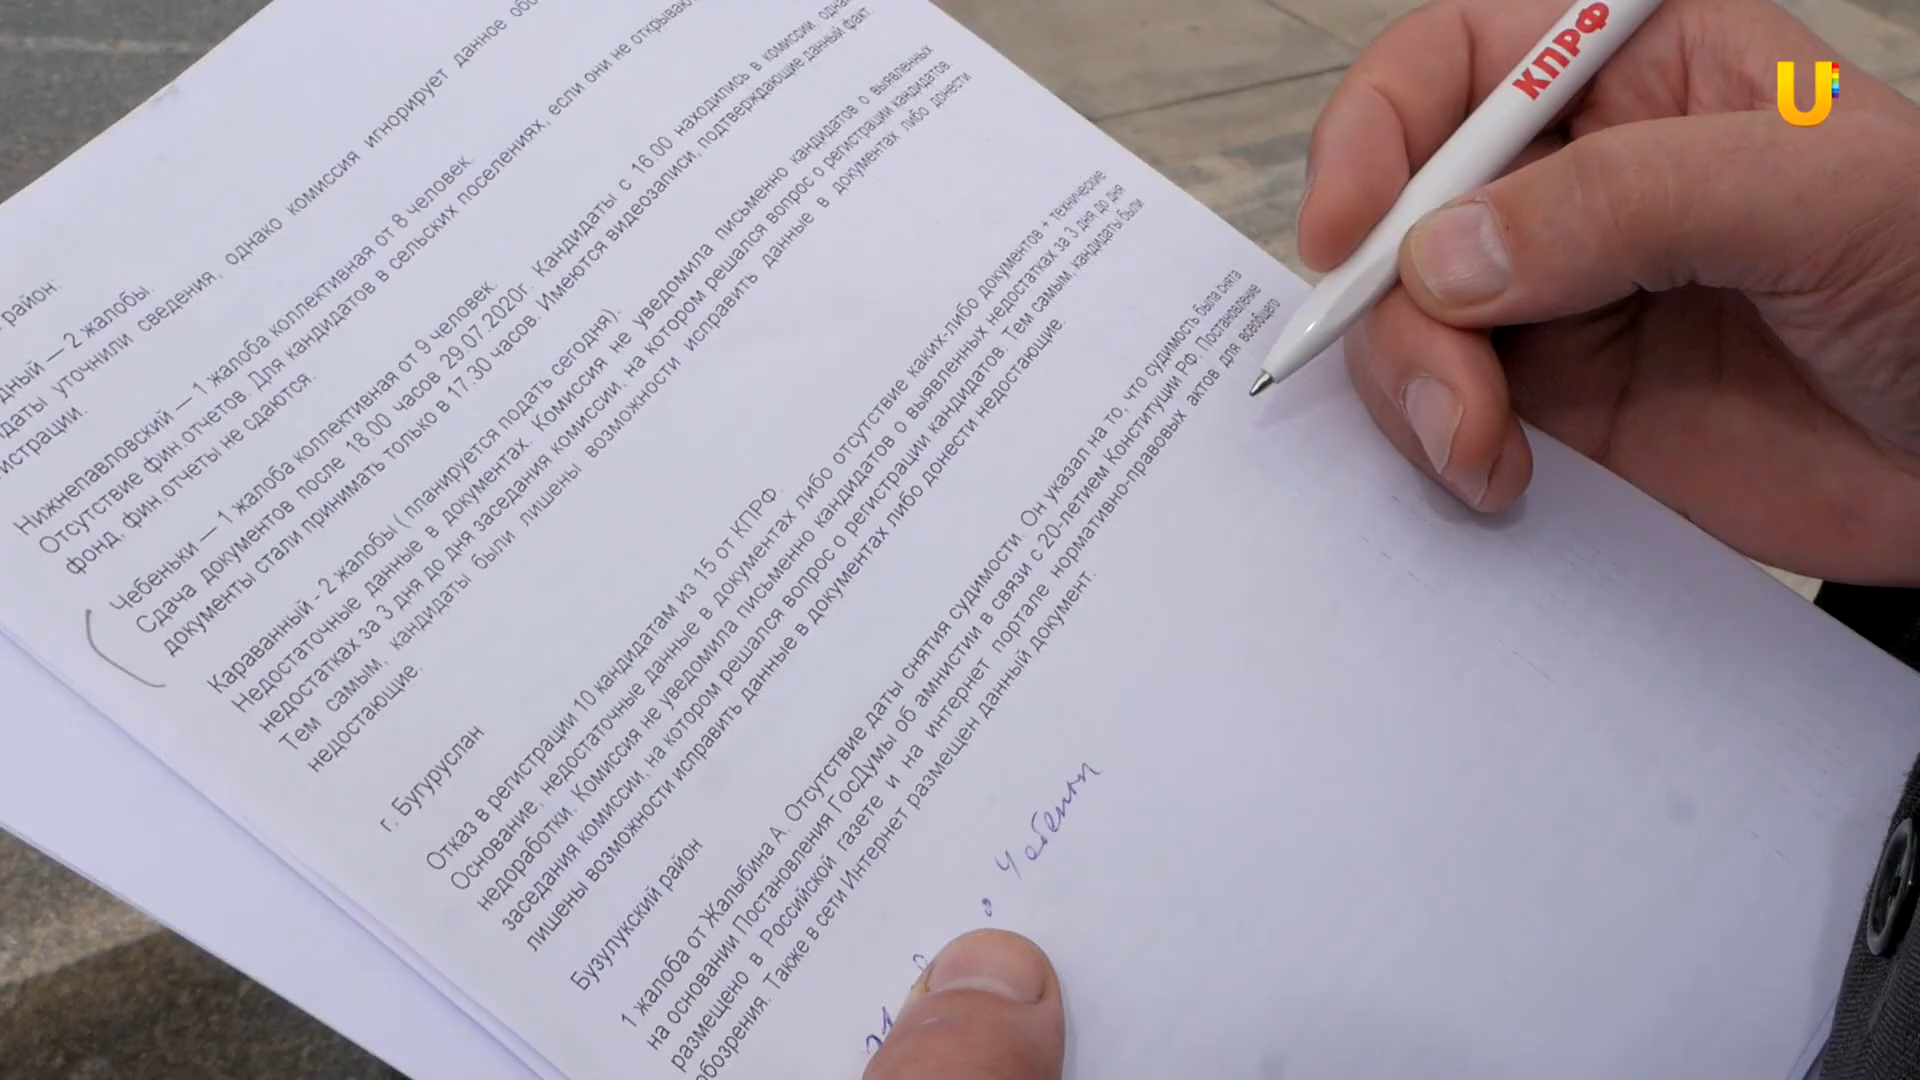 район:
дный — 2 жалобы.
уточнили сведения, однако комиссия игнорирует данное
Нижнепавловский — 1 жалоба коллективная от 8 человек.
Отсутствие фин.отчетов. Для кандидатов в сельских поселениях, если они не открывают
фонд, фин.отчеты не сдаются.
Чебеньки — 1 жалоба коллективная от 9 человек.
Сдача документов после 18.00 часов 29.07.2020г. Кандидаты с 16.00 находились в комиссии,
документы стали принимать только в 17.30 часов. Имеются видеозаписи, подтверждающие данный факт.
Караванный - 2 жалобы ( планируется подать сегодня).
Недостаточные данные в документах. Комиссия не уведомила письменно кандидатов о выявленных
недостатках за 3 дня до дня заседания комиссии, на котором решался вопрос о регистрации кандидатов.
Тем самым, кандидаты были лишены возможности исправить данные в документах либо донести
недостающие.
г. Бугуруслан
Отказ в регистрации 10 кандидатам из 15 от КПРФ
Основание, недостаточные данные в документах либо отсутствие каких-либо документов + технические
недоработки. Комиссия не уведомила письменно кандидатов о выявленных недостатках за 3 дня до дня
заседания комиссии, на котором решался вопрос о регистрации кандидатов. Тем самым, кандидаты были
лишены возможности исправить данные в документах либо донести недостающие.
Бузулукский район
1 жалоба от Жалыбина А. Отсутствие даты снятия судимости. Он указал на то, что судимость была снята
на основании Постановления ГосДумы об амнистии в связи с 20-летием Конституции РФ. Постановление
размещено в Российской газете и на интернет портале нормативно-правовых актов для всеобщего
обозрения. Также в сети Интернет размещен данный документ.
Чебеньки
КПРФ
U